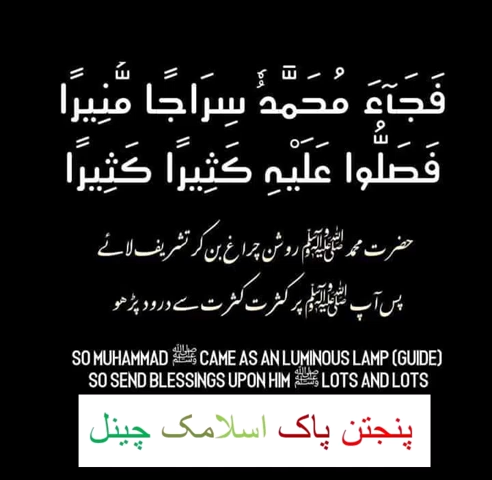 فَجَآءَ مُحَمَّدٌ سِرَاجًا مُّنِيرًا
فَصَلُّوا عَلَيْهِ كَثِيرًا كَثِيرًا
حضرت محمد ﷺ روشن چراغ بن کر تشریف لائے
پس آپ ﷺ پر کثرت کثرت سے درود پڑھو
SO MUHAMMAD ﷺ CAME AS AN LUMINOUS LAMP (GUIDE)
SO SEND BLESSINGS UPON HIM ﷺ LOTS AND LOTS
پنجتن پاک اسلامک چینل